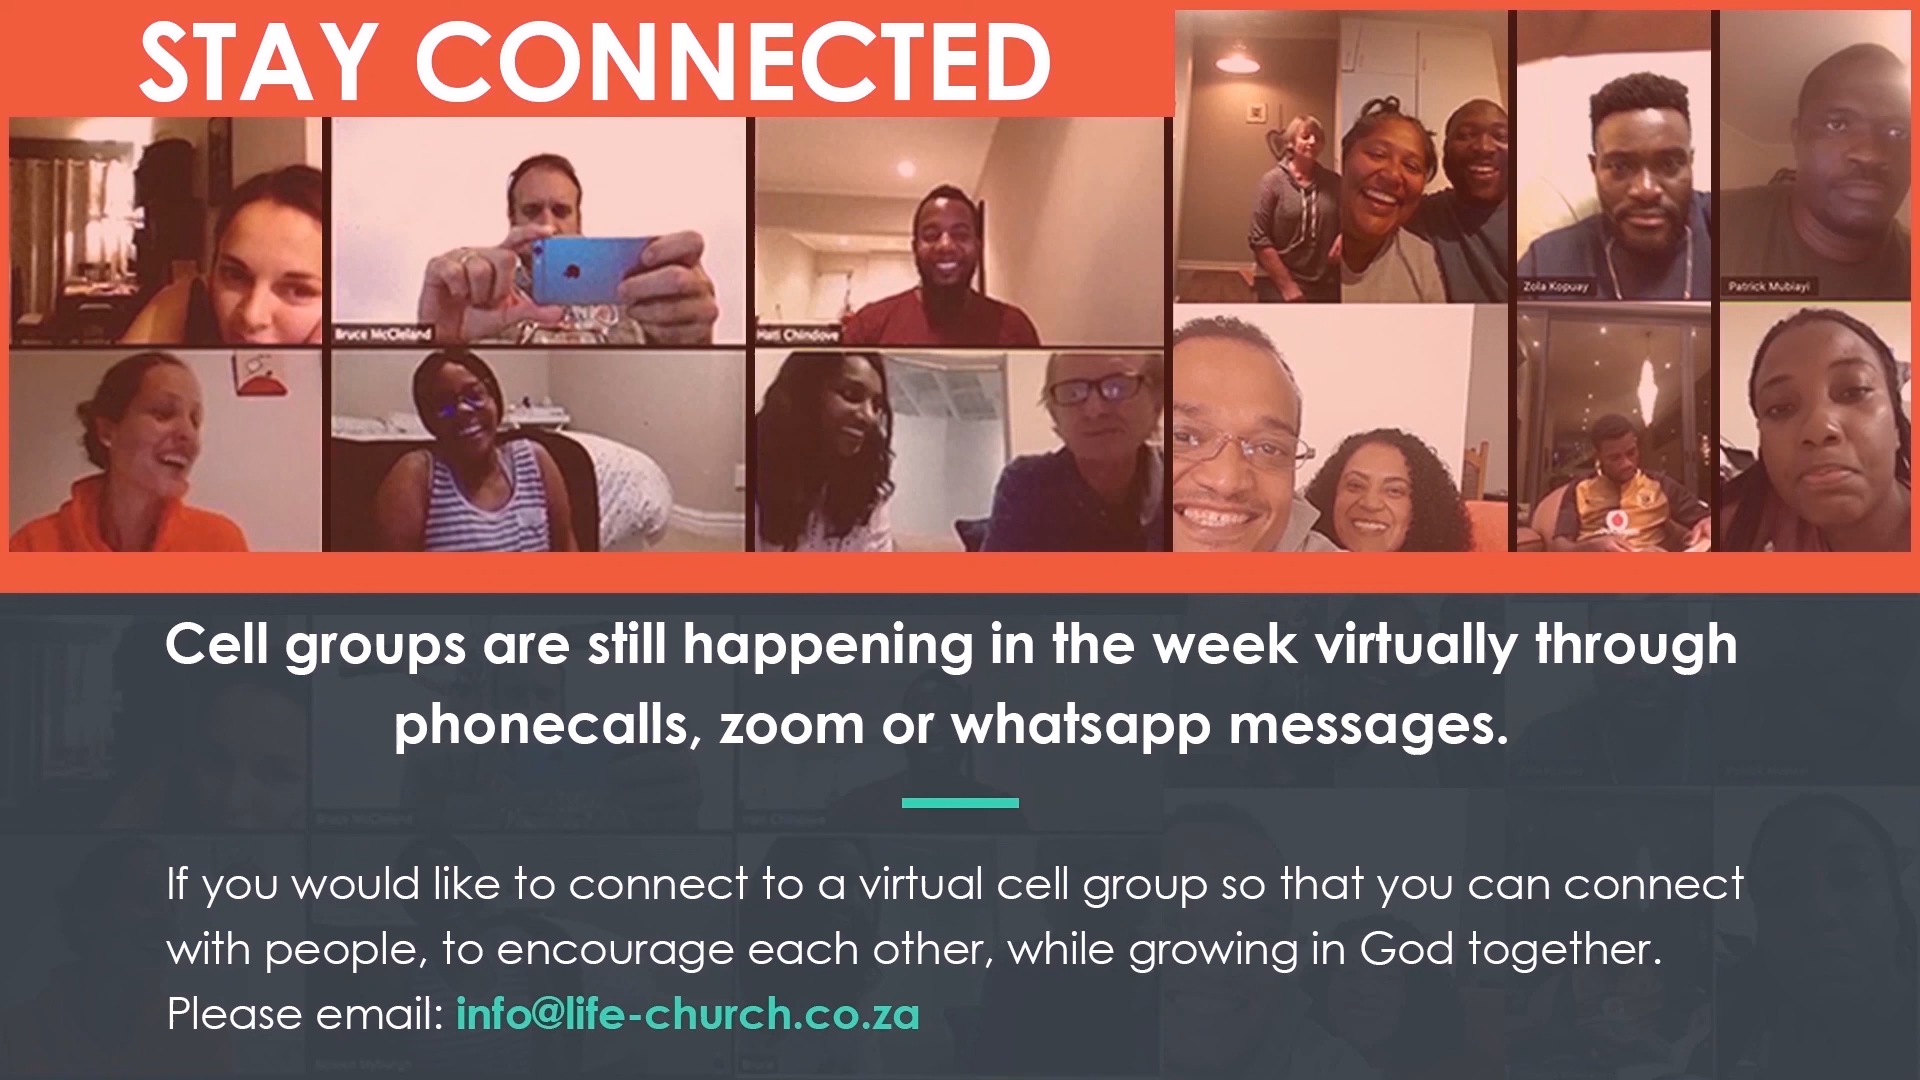 STAY CONNECTED
Zola Kopuay
Patrick Mubiayi
Bruce McCleland
Hati Chindove
Cell groups are still happening in the week virtually through
phonecalls, zoom or whatsapp messages.
If you would like to connect to a virtual cell group so that you can connect
with people, to encourage each other, while growing in God together.
Please email: info@life-church.co.za